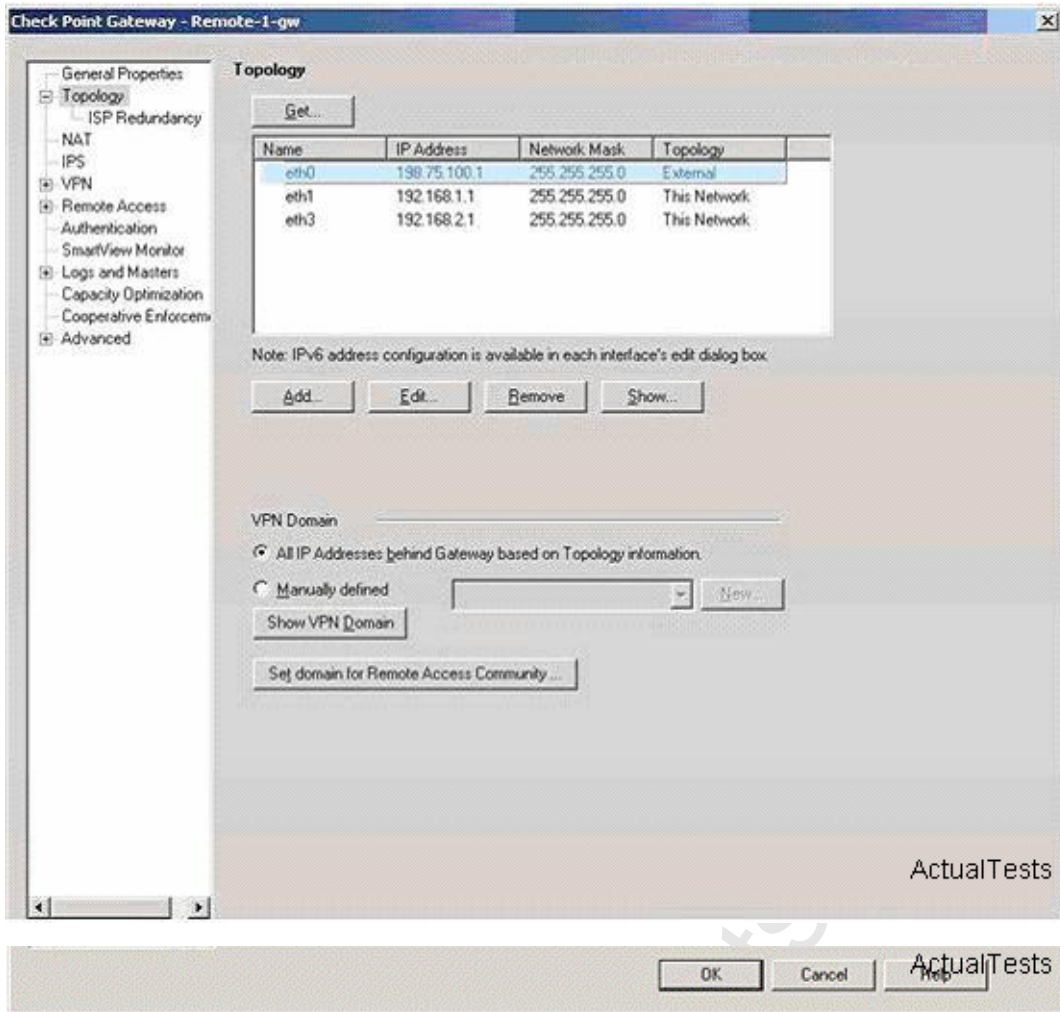 Check Point Gateway - Remote-1-gw
General Properties
Topology
ISP Redundancy
NAT
IPS
VPN
Remote Access
Authentication
SmartView Monitor
Logs and Masters
Capacity Optimization
Cooperative Enforceme
Advanced
Topology
Get...
Name IP Address Network Mask Topology
eth0 198.75.100.1 255.255.255.0 External
eth1 192.168.1.1 255.255.255.0 This Network
eth3 192.168.2.1 255.255.255.0 This Network
Note: IPv6 address configuration is available in each interface's edit dialog box.
Add... Edit... Remove Show...
VPN Domain
All IP Addresses behind Gateway based on Topology information.
Manually defined New...
Show VPN Domain
Set domain for Remote Access Community ...
ActualTests
OK Cancel Help
ActualTests